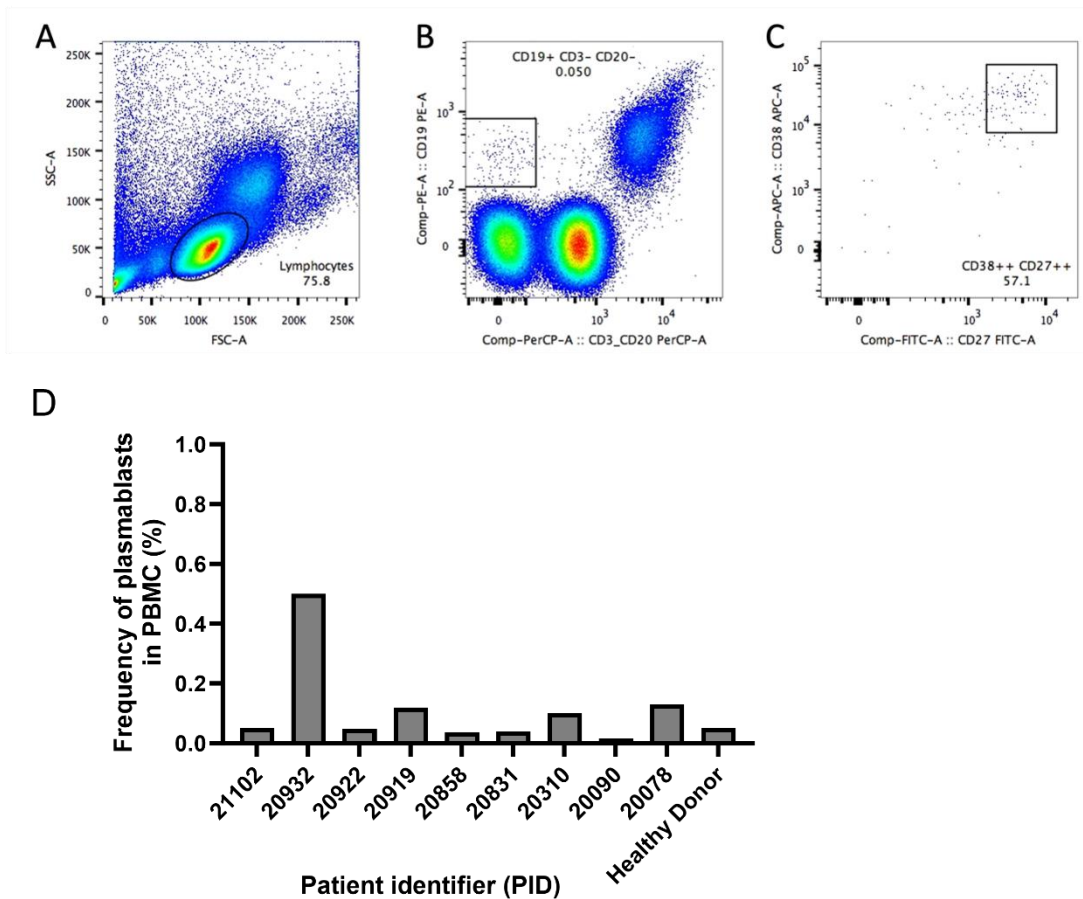 A
250K
200K
150K
100K
50K
0
SSC-A
Lymphocytes
75.8
0 50K 100K 150K 200K 250K
FSC-A
B
CD19+ CD3- CD20-
0.050
10³
10²
0
Comp-PE-A :: CD19 PE-A
0 10³ 10⁴
Comp-PerCP-A :: CD3_CD20 PerCP-A
C
10⁵
10⁴
10³
0
Comp-APC-A :: CD38 APC-A
CD38++ CD27++
57.1
0 10³ 10⁴
Comp-FITC-A :: CD27 FITC-A
D
Frequency of plasmablasts
in PBMC (%)
1.0
0.8
0.6
0.4
0.2
0.0
21102
20932
20922
20919
20858
20831
20310
20090
20078
Healthy Donor
Patient identifier (PID)